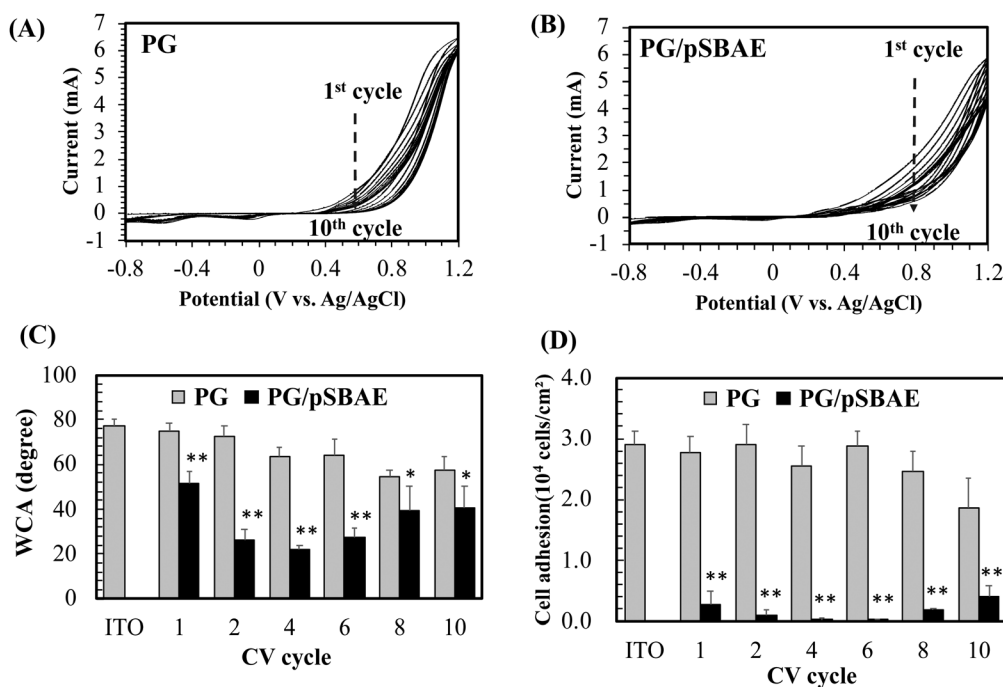 (A)
PG
7
6
5
4
3
2
1
0
-1
Current (mA)
1st cycle
10th cycle
-0.8 -0.4 0 0.4 0.8 1.2
Potential (V vs. Ag/AgCl)
(B)
PG/pSBAE
7
6
5
4
3
2
1
0
-1
Current (mA)
1st cycle
10th cycle
-0.8 -0.4 0 0.4 0.8 1.2
Potential (V vs. Ag/AgCl)
(C)
100
80
60
40
20
0
WCA (degree)
PG PG/pSBAE
** ** ** ** * *
ITO 1 2 4 6 8 10
CV cycle
(D)
4.0
3.0
2.0
1.0
0.0
Cell adhesion(10⁴ cells/cm²)
PG PG/pSBAE
** ** ** ** ** **
ITO 1 2 4 6 8 10
CV cycle